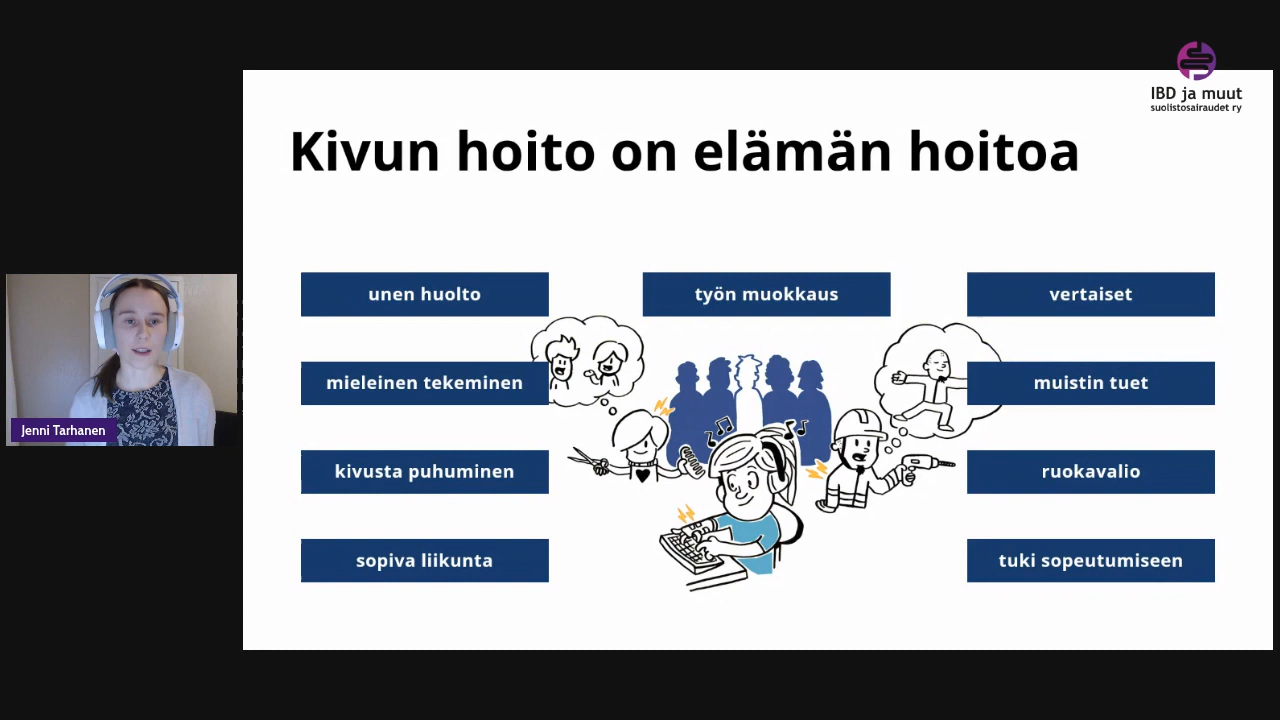 IBD ja muut
suolistosairaudet ry
Kivun hoito on elämän hoitoa
unen huolto
työn muokkaus
vertaiset
mieleinen tekeminen
muistin tuet
kivusta puhuminen
ruokavalio
sopiva liikunta
tuki sopeutumiseen
Jenni Tarhanen